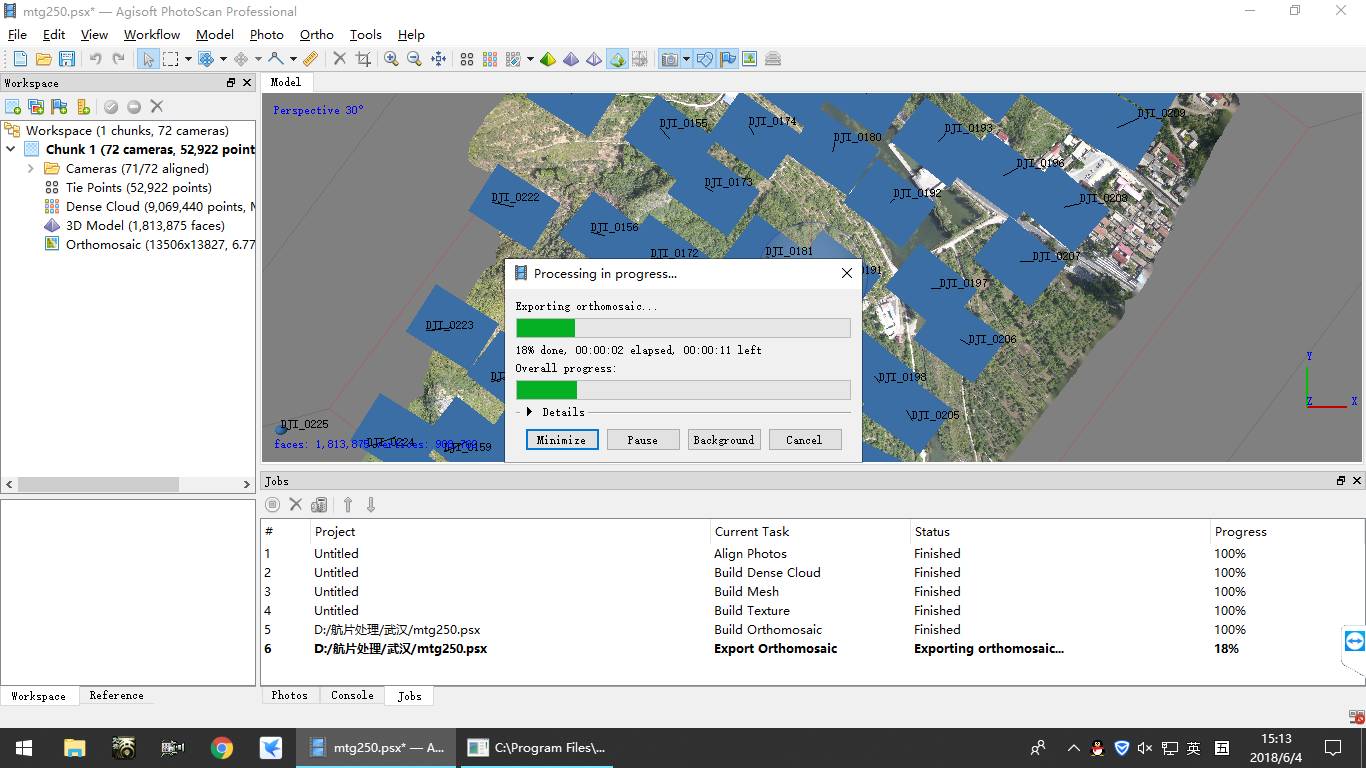 mtg250.psx* — Agisoft PhotoScan Professional
File Edit View Workflow Model Photo Ortho Tools Help
Workspace
Model
Workspace (1 chunks, 72 cameras)
Chunk 1 (72 cameras, 52,922 point
Cameras (71/72 aligned)
Tie Points (52,922 points)
Dense Cloud (9,069,440 points, M
3D Model (1,813,875 faces)
Orthomosaic (13506x13827, 6.77
Perspective 30°
DJI_0155
DJI_0174
DJI_0180
DJI_0193
DJI_0209
DJI_0196
DJI_0173
DJI_0192
DJI_0208
DJI_0222
DJI_0156
DJI_0172
DJI_0181
DJI_0207
0191
DJI_0197
DJI_0223
DJI_0206
DJI_0198
DJI_0205
DJI_0225
DJI_0224
DJI_0159
faces: 1,813,875
Y
Z X
Processing in progress...
Exporting orthomosaic...
18% done, 00:00:02 elapsed, 00:00:11 left
Overall progress:
Details
Minimize Pause Background Cancel
Jobs
# Project Current Task Status Progress
1 Untitled Align Photos Finished 100%
2 Untitled Build Dense Cloud Finished 100%
3 Untitled Build Mesh Finished 100%
4 Untitled Build Texture Finished 100%
5 D:/航片处理/武汉/mtg250.psx Build Orthomosaic Finished 100%
6 D:/航片处理/武汉/mtg250.psx Export Orthomosaic Exporting orthomosaic... 18%
Workspace Reference
Photos Console Jobs
mtg250.psx* — A...
C:\Program Files\...
英
五
15:13
2018/6/4